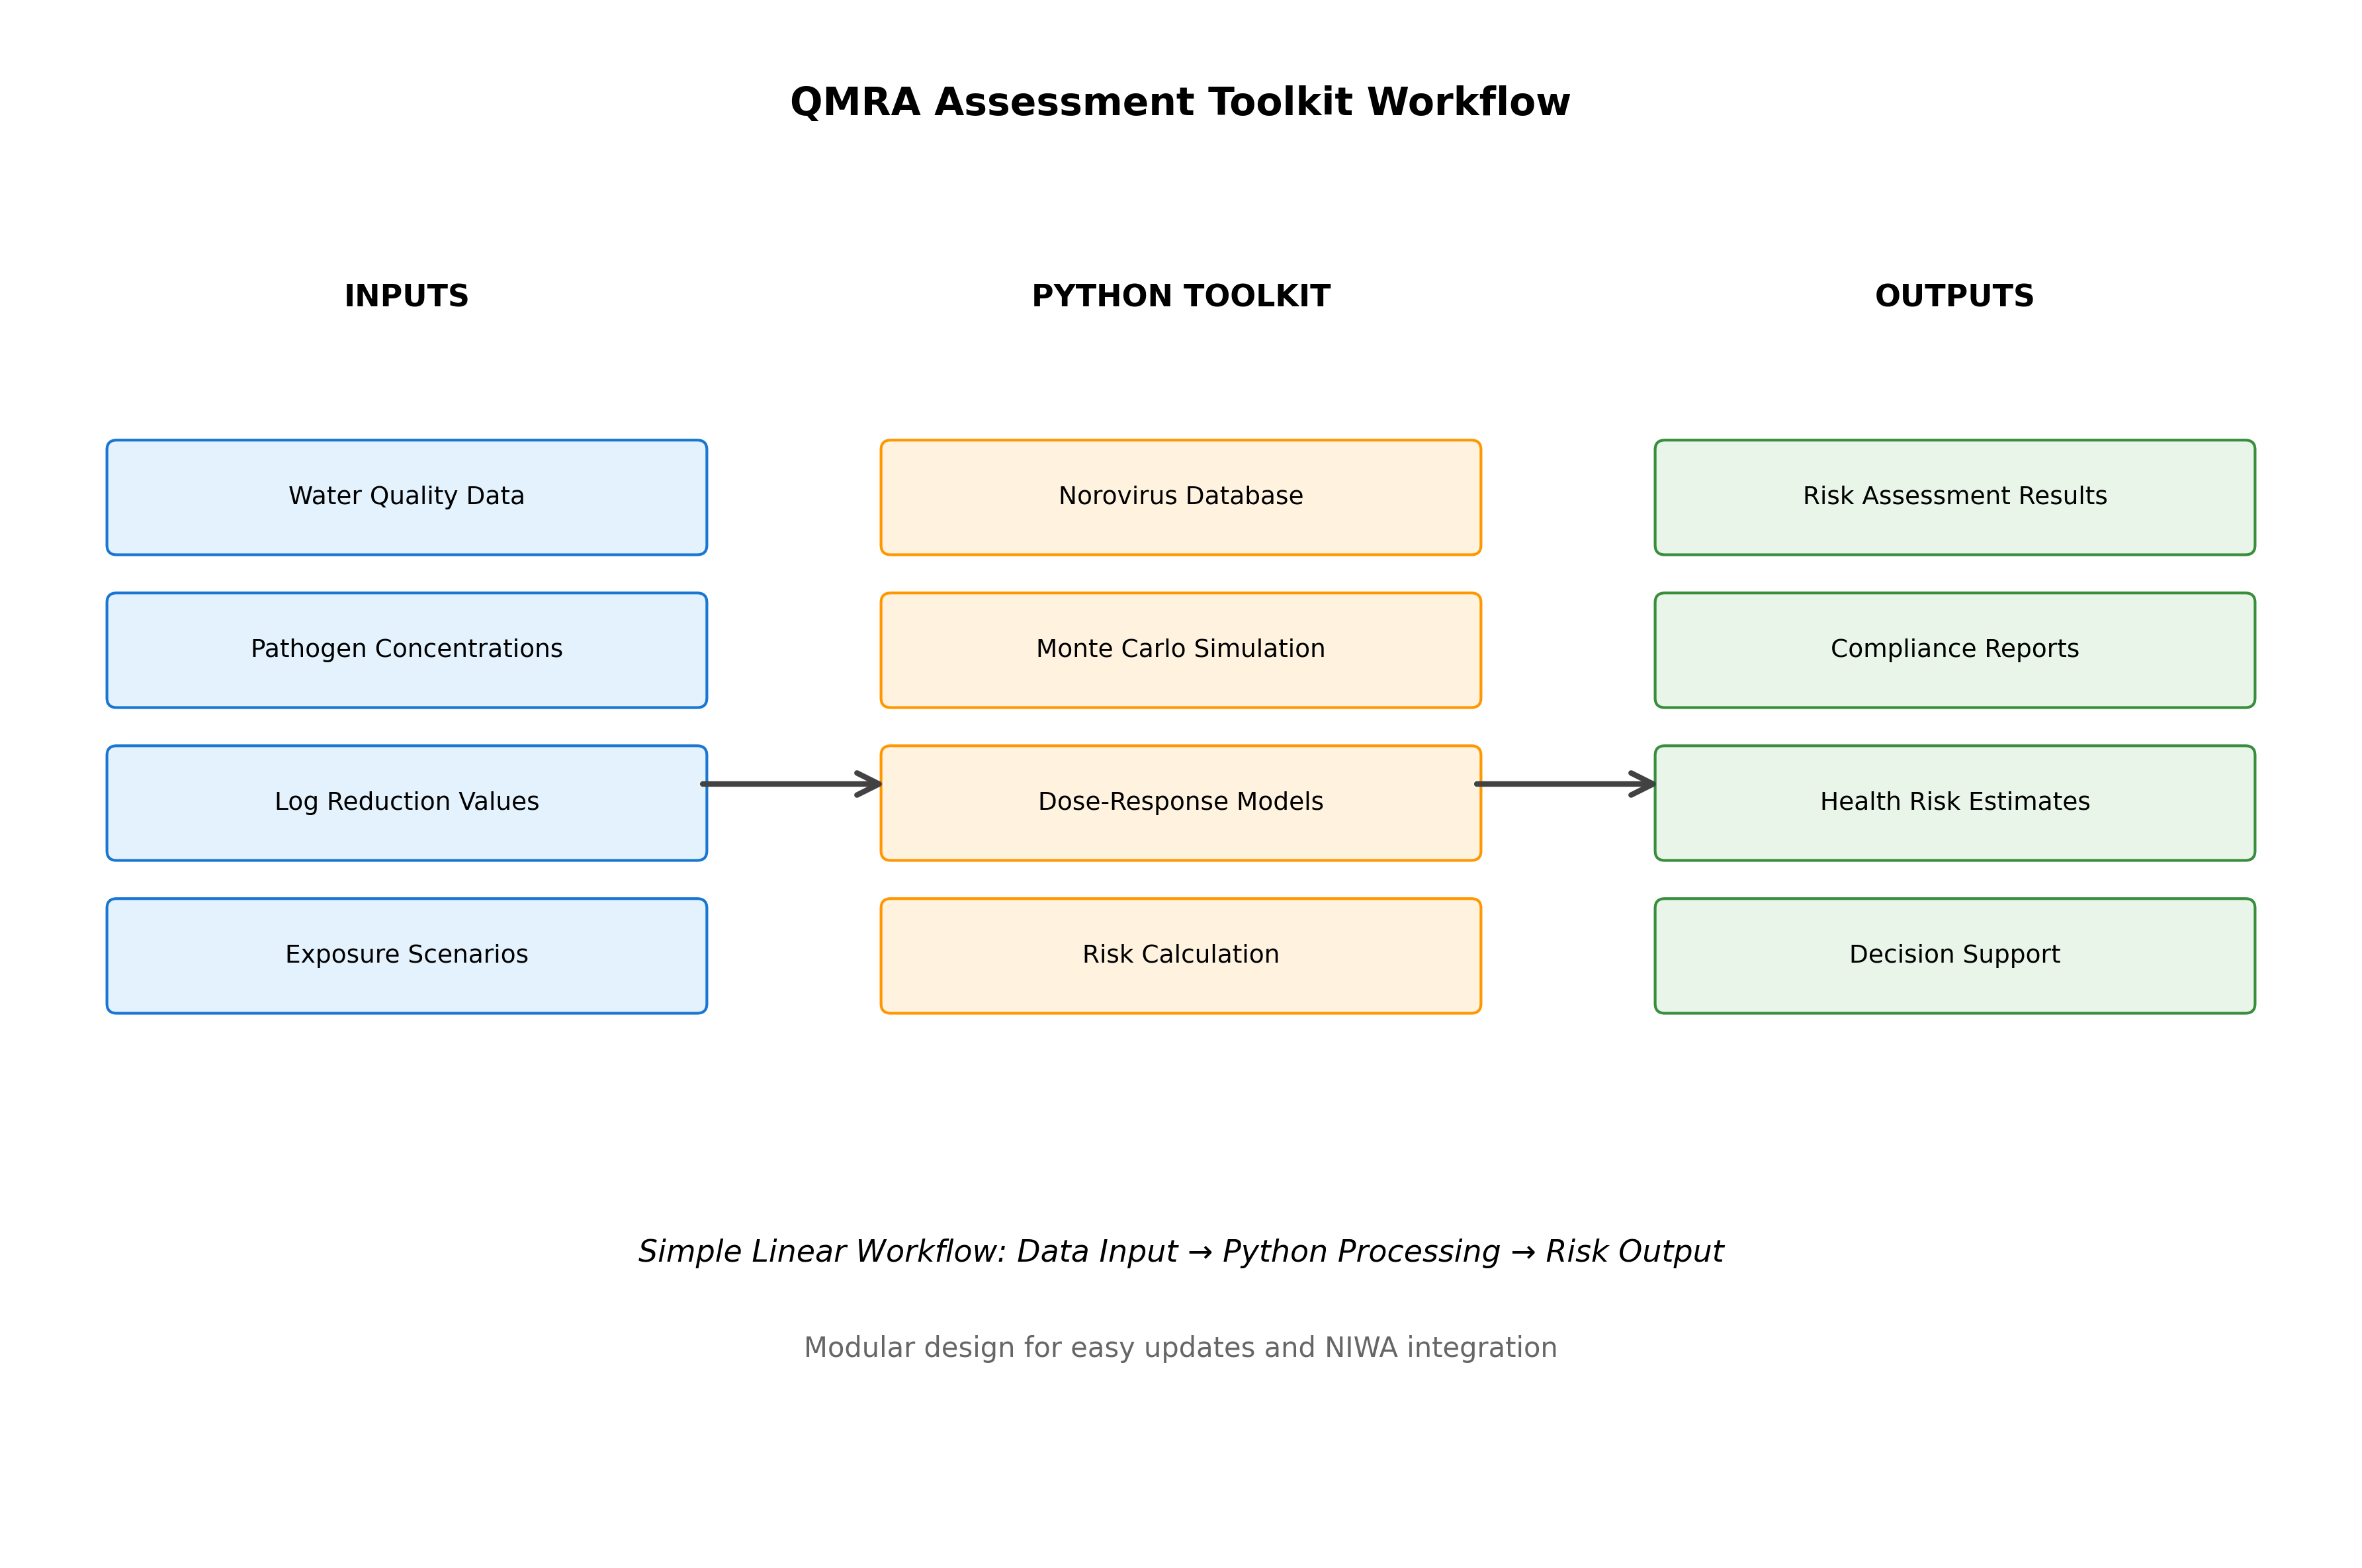 QMRA Assessment Toolkit Workflow
INPUTS
Water Quality Data
Pathogen Concentrations
Log Reduction Values
Exposure Scenarios
PYTHON TOOLKIT
Norovirus Database
Monte Carlo Simulation
Dose-Response Models
Risk Calculation
OUTPUTS
Risk Assessment Results
Compliance Reports
Health Risk Estimates
Decision Support
Simple Linear Workflow: Data Input → Python Processing → Risk Output
Modular design for easy updates and NIWA integration